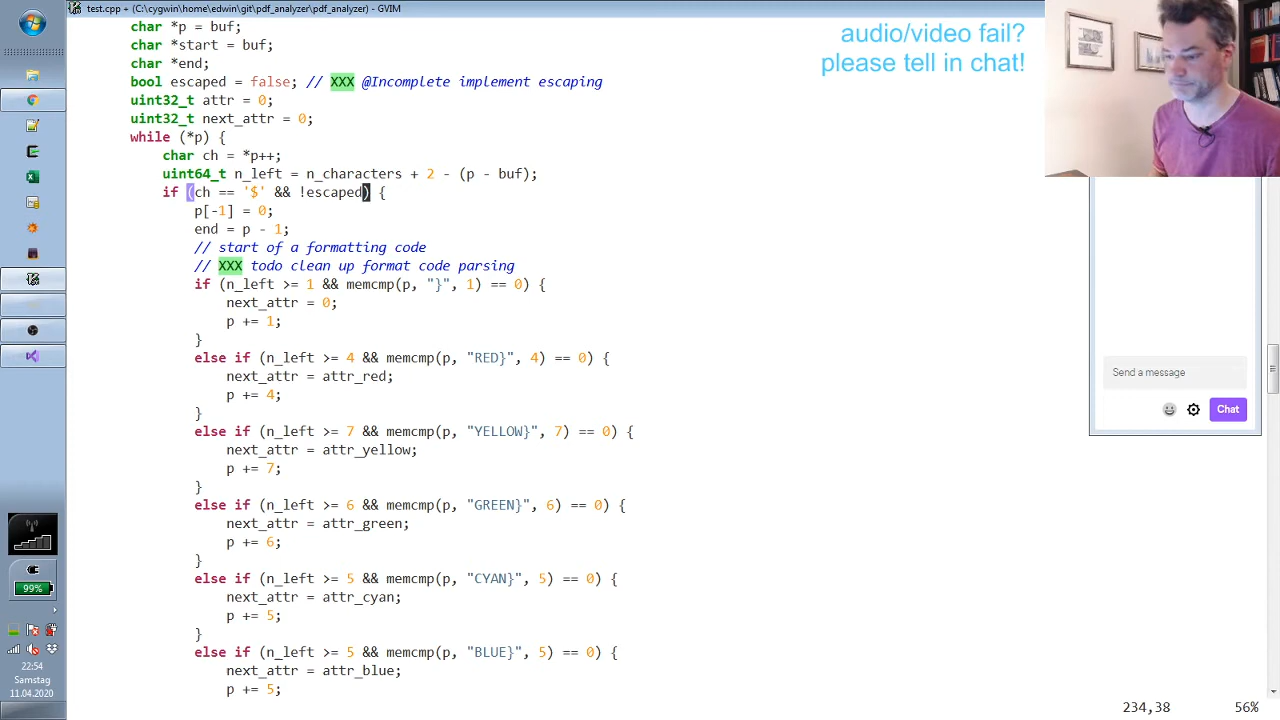 test.cpp + (C:\cygwin\home\edwin\git\pdf_analyzer\pdf_analyzer) - GVIM
char *p = buf;
char *start = buf;
char *end;
bool escaped = false; // XXX @Incomplete implement escaping
uint32_t attr = 0;
uint32_t next_attr = 0;
while (*p) {
char ch = *p++;
uint64_t n_left = n_characters + 2 - (p - buf);
if (ch == '$' && !escaped) {
p[-1] = 0;
end = p - 1;
// start of a formatting code
// XXX todo clean up format code parsing
if (n_left >= 1 && memcmp(p, "}", 1) == 0) {
next_attr = 0;
p += 1;
}
else if (n_left >= 4 && memcmp(p, "RED}", 4) == 0) {
next_attr = attr_red;
p += 4;
}
else if (n_left >= 7 && memcmp(p, "YELLOW}", 7) == 0) {
next_attr = attr_yellow;
p += 7;
}
else if (n_left >= 6 && memcmp(p, "GREEN}", 6) == 0) {
next_attr = attr_green;
p += 6;
}
else if (n_left >= 5 && memcmp(p, "CYAN}", 5) == 0) {
next_attr = attr_cyan;
p += 5;
}
else if (n_left >= 5 && memcmp(p, "BLUE}", 5) == 0) {
next_attr = attr_blue;
p += 5;
234,38 56%
audio/video fail?
please tell in chat!
Send a message
Chat
99%
22:54
Samstag
11.04.2020